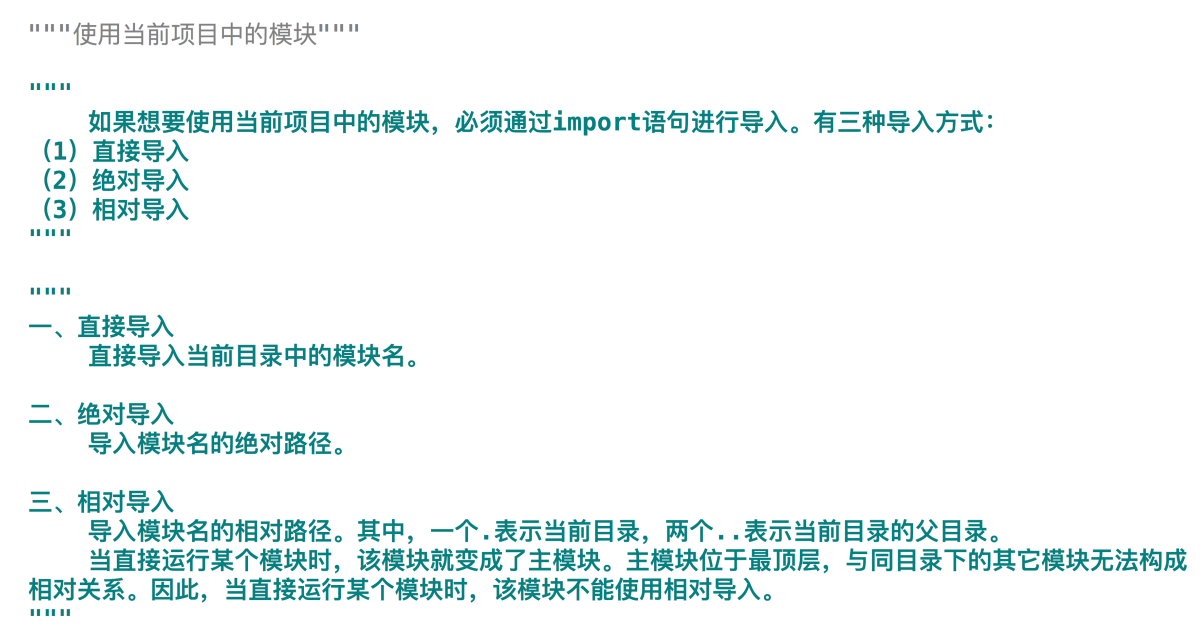 """使用当前项目中的模块"""
"""
如果想要使用当前项目中的模块，必须通过import语句进行导入。有三种导入方式：
（1）直接导入
（2）绝对导入
（3）相对导入
"""
"""
一、直接导入
直接导入当前目录中的模块名。
二、绝对导入
导入模块名的绝对路径。
三、相对导入
导入模块名的相对路径。其中，一个.表示当前目录，两个..表示当前目录的父目录。
当直接运行某个模块时，该模块就变成了主模块。主模块位于最顶层，与同目录下的其它模块无法构成
相对关系。因此，当直接运行某个模块时，该模块不能使用相对导入。
"""